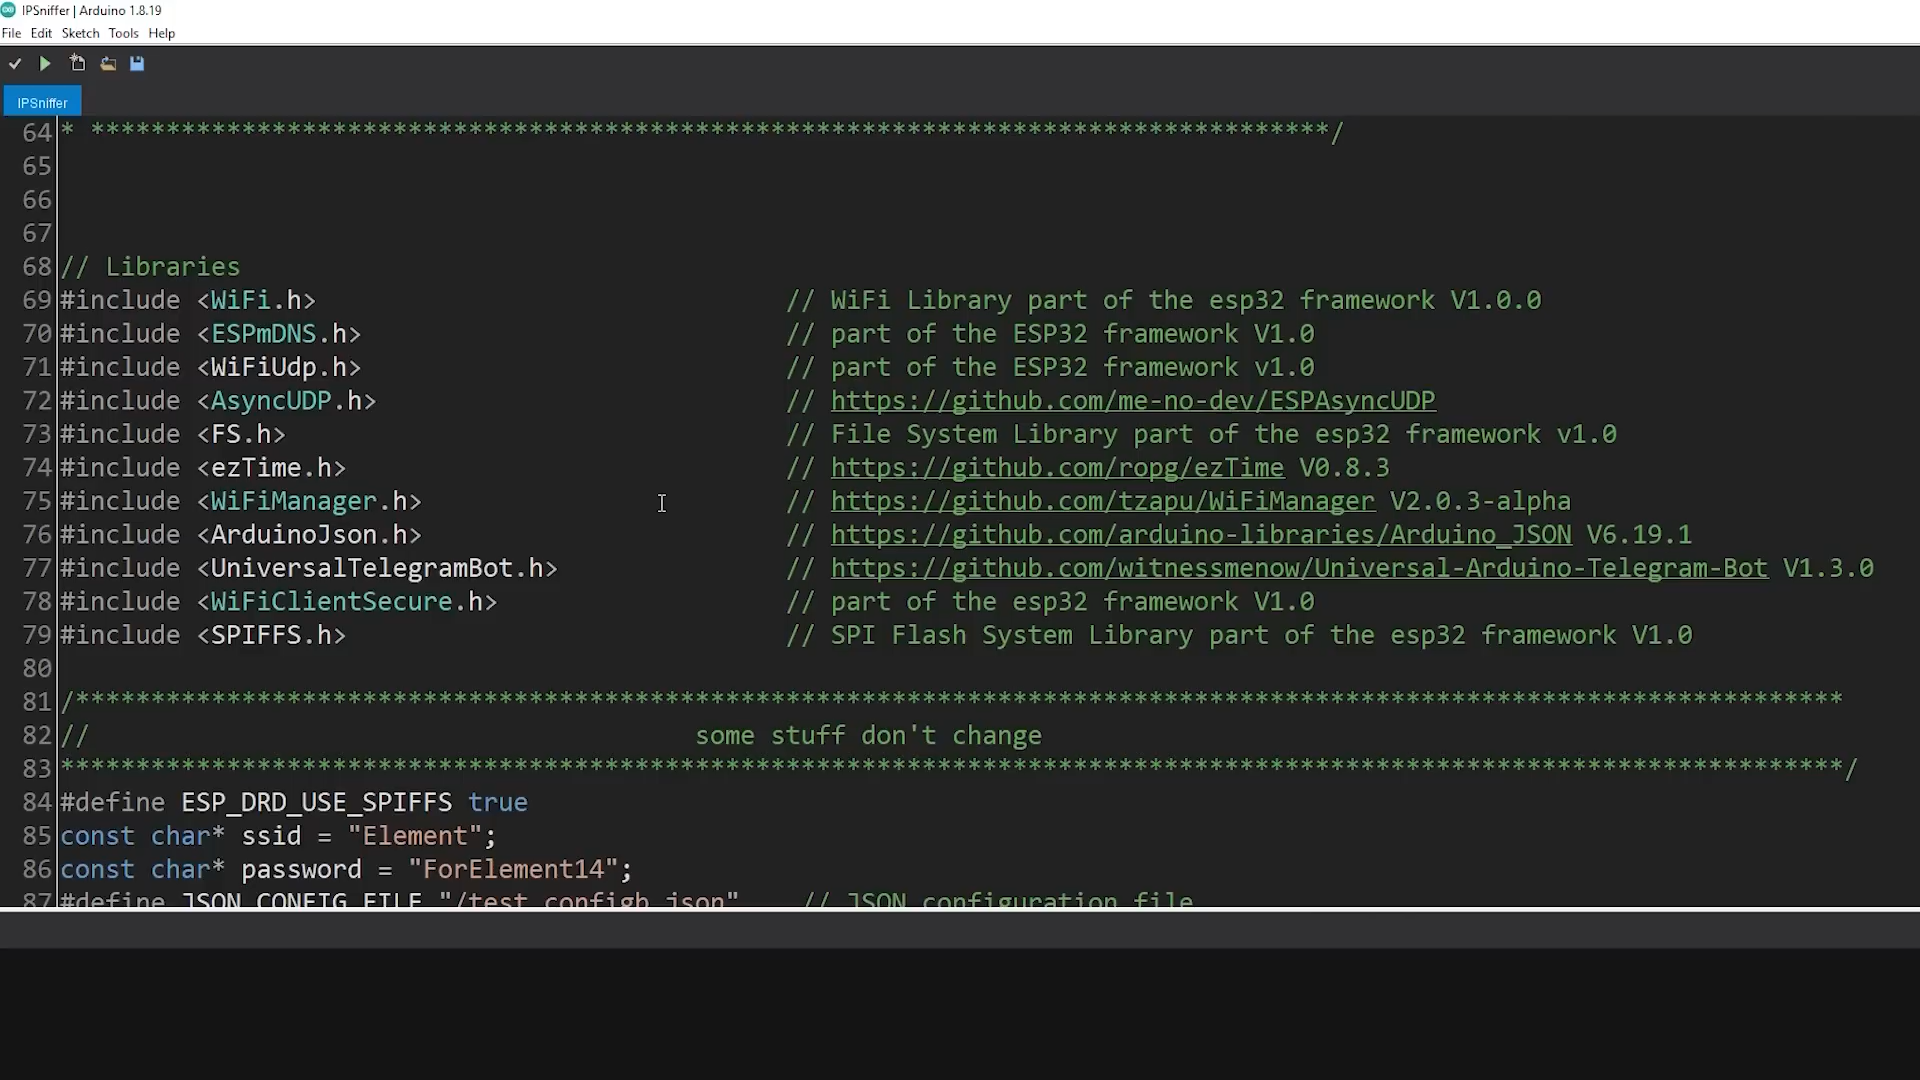 IPSniffer | Arduino 1.8.19
File Edit Sketch Tools Help
IPSniffer
64 * **********************************************************************************/
65
66
67
68 // Libraries
69 #include <WiFi.h> // WiFi Library part of the esp32 framework V1.0.0
70 #include <ESPmDNS.h> // part of the ESP32 framework V1.0
71 #include <WiFiUdp.h> // part of the ESP32 framework v1.0
72 #include <AsyncUDP.h> // https://github.com/me-no-dev/ESPAsyncUDP
73 #include <FS.h> // File System Library part of the esp32 framework v1.0
74 #include <ezTime.h> // https://github.com/ropg/ezTime V0.8.3
75 #include <WiFiManager.h> // https://github.com/tzapu/WiFiManager V2.0.3-alpha
76 #include <ArduinoJson.h> // https://github.com/arduino-libraries/Arduino_JSON V6.19.1
77 #include <UniversalTelegramBot.h> // https://github.com/witnessmenow/Universal-Arduino-Telegram-Bot V1.3.0
78 #include <WiFiClientSecure.h> // part of the esp32 framework V1.0
79 #include <SPIFFS.h> // SPI Flash System Library part of the esp32 framework V1.0
80
81 /*********************************************************************************************************************
82 // some stuff don't change
83 **********************************************************************************************************************/
84 #define ESP_DRD_USE_SPIFFS true
85 const char* ssid = "Element";
86 const char* password = "ForElement14";
87 #define JSON_CONFIG_FILE "/test_configb.json" // JSON configuration file